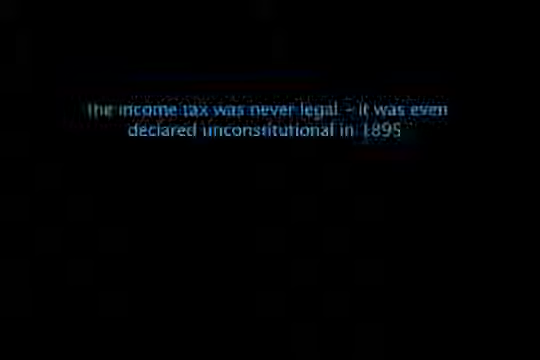 The income tax was never legal - it was even
declared unconstitutional in 1895